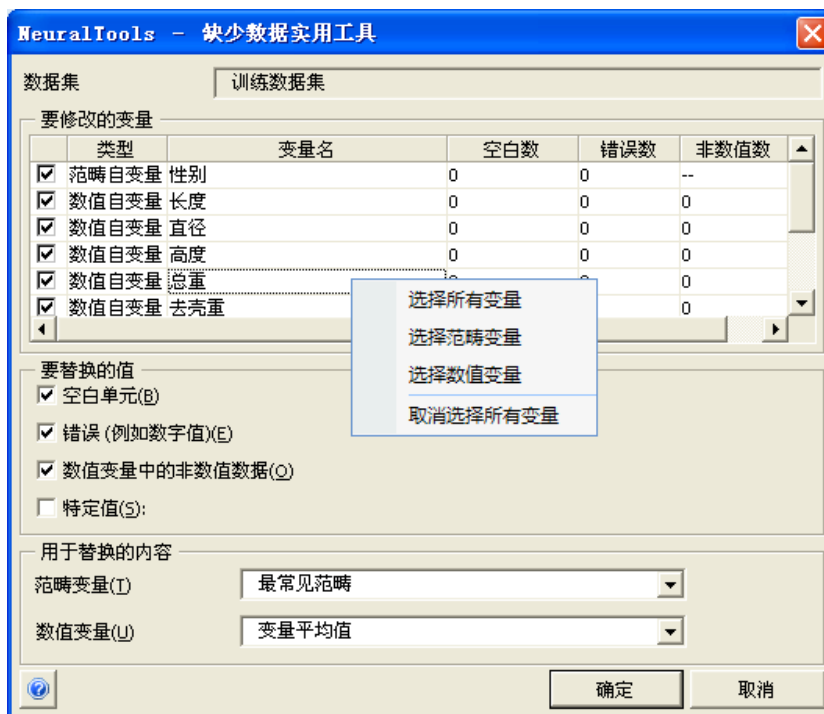 NeuralTools － 缺少数据实用工具
数据集 训练数据集
要修改的变量
类型 变量名 空白数 错误数 非数值数
范畴自变量 性别 0 0 --
数值自变量 长度 0 0 0
数值自变量 直径 0 0 0
数值自变量 高度 0 0 0
数值自变量 总重 0
数值自变量 去壳重 0
选择所有变量
选择范畴变量
选择数值变量
取消选择所有变量
要替换的值
空白单元(B)
错误(例如数字值)(E)
数值变量中的非数值数据(O)
特定值(S):
用于替换的内容
范畴变量(T) 最常见范畴
数值变量(U) 变量平均值
确定 取消